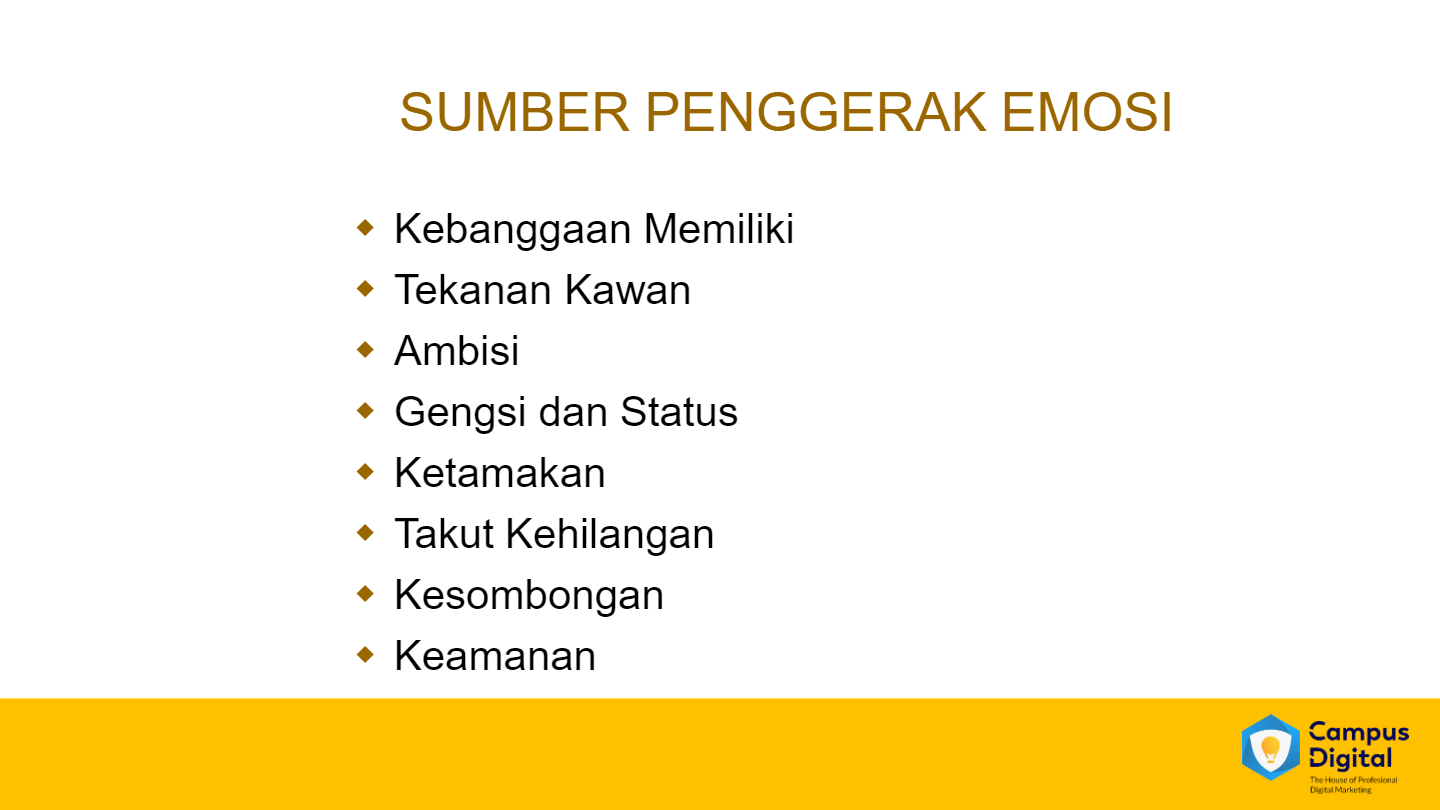 SUMBER PENGGERAK EMOSI
Kebanggaan Memiliki
Tekanan Kawan
Ambisi
Gengsi dan Status
Ketamakan
Takut Kehilangan
Kesombongan
Keamanan
Campus
Digital
The House of Profesional
Digital Marketing